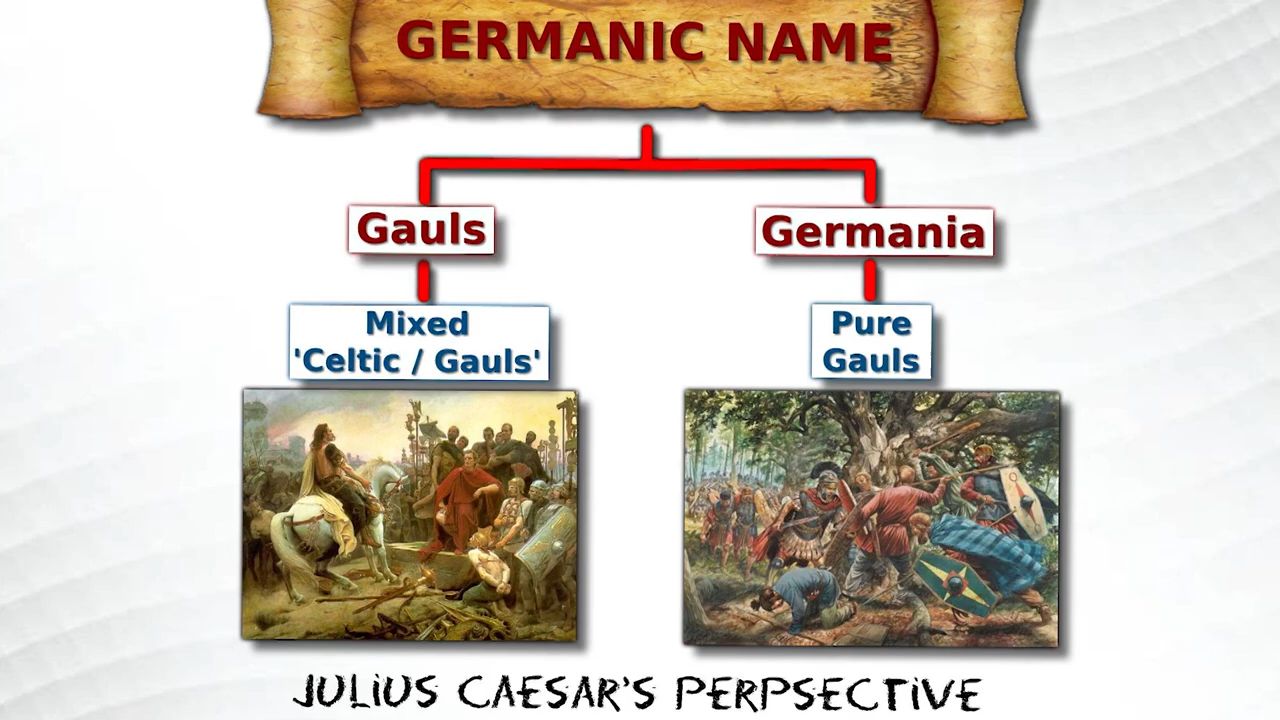 GERMANIC NAME
Gauls
Germania
Mixed
'Celtic / Gauls'
Pure
Gauls
JULIUS CAESAR'S PERPSECTIVE